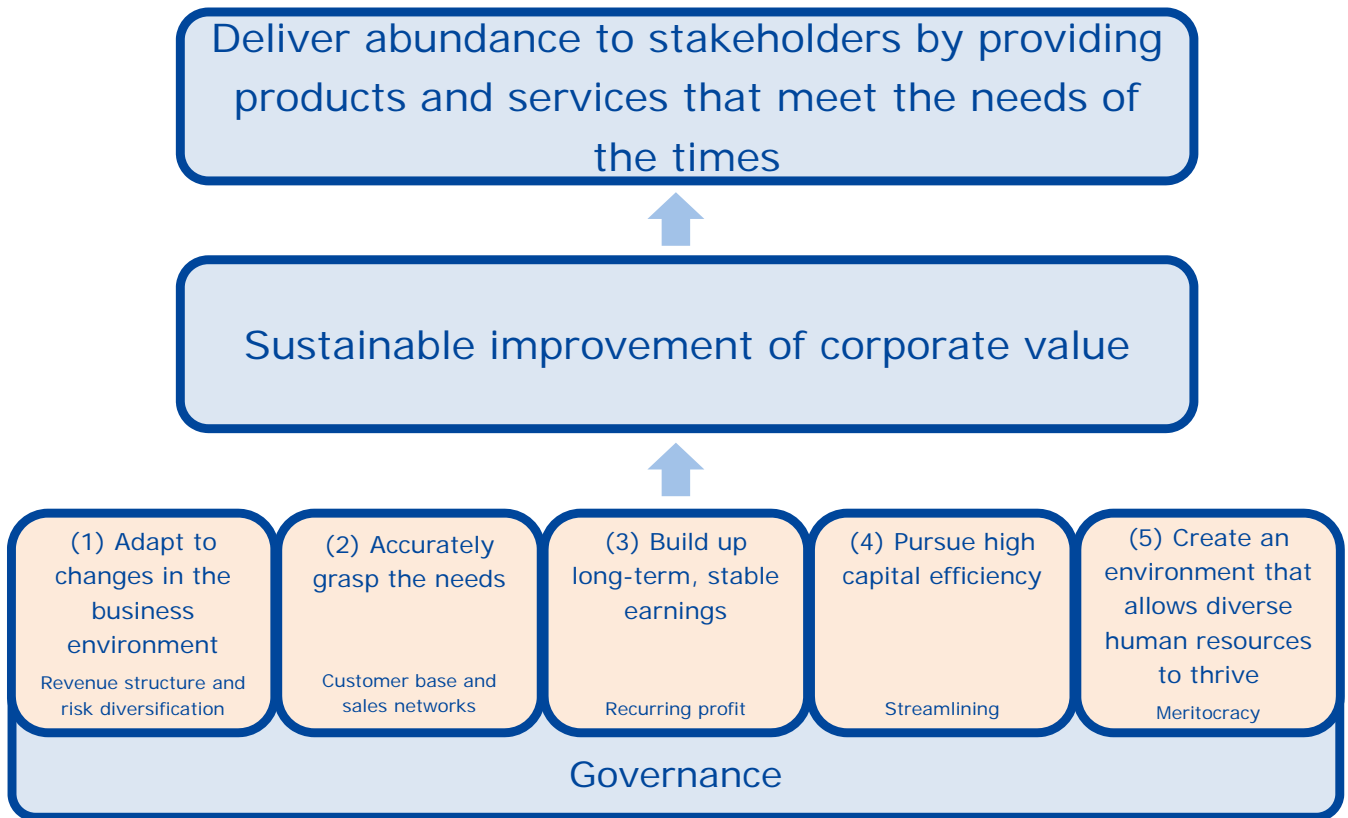 Deliver abundance to stakeholders by providing
products and services that meet the needs of
the times
Sustainable improvement of corporate value
(1) Adapt to
changes in the
business
environment
Revenue structure and
risk diversification
(2) Accurately
grasp the needs
Customer base and
sales networks
(3) Build up
long-term, stable
earnings
Recurring profit
(4) Pursue high
capital efficiency
Streamlining
(5) Create an
environment that
allows diverse
human resources
to thrive
Meritocracy
Governance